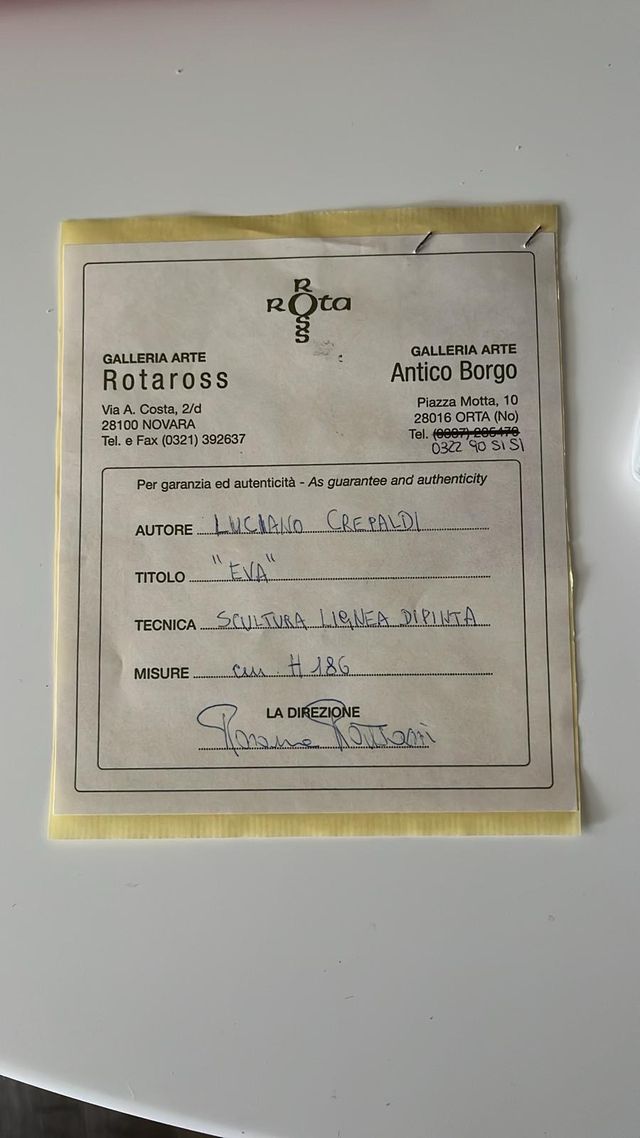 Rota
ROSS
GALLERIA ARTE
Rotaross
Via A. Costa, 2/d
28100 NOVARA
Tel. e Fax (0321) 392637
GALLERIA ARTE
Antico Borgo
Piazza Motta, 10
28016 ORTA (No)
Tel.
0322 90 51 51
Per garanzia ed autenticità - As guarantee and authenticity
AUTORE LUCIANO CREPALDI
TITOLO "EVA"
TECNICA SCULTURA LIGNEA DIPINTA
MISURE cm H 186
LA DIREZIONE